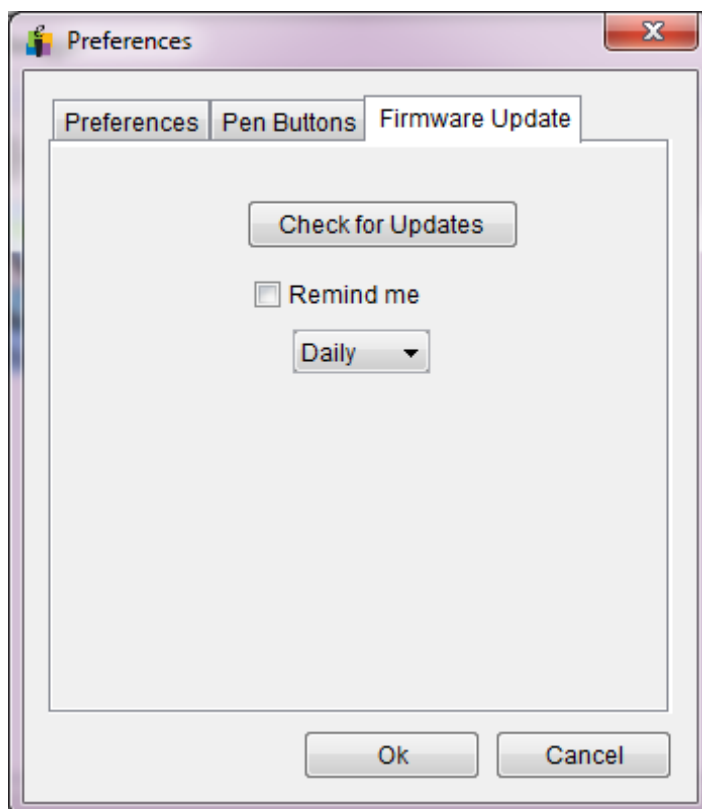 Preferences
Preferences Pen Buttons Firmware Update
Check for Updates
Remind me
Daily
Ok Cancel